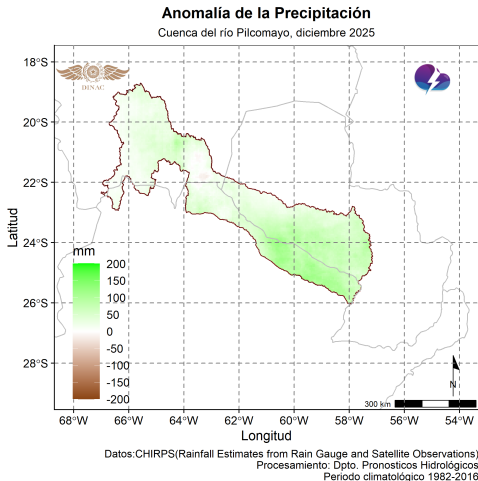 Anomalía de la Precipitación
Cuenca del río Pilcomayo, diciembre 2025
18°S
20°S
22°S
24°S
26°S
28°S
Latitud
DINAC
mm
200
150
100
50
0
-50
-100
-150
-200
N
300 km
68°W
66°W
64°W
62°W
60°W
58°W
56°W
54°W
Longitud
Datos:CHIRPS(Rainfall Estimates from Rain Gauge and Satellite Observations)
Procesamiento: Dpto. Pronosticos Hidrológicos
Periodo climatológico 1982-2016